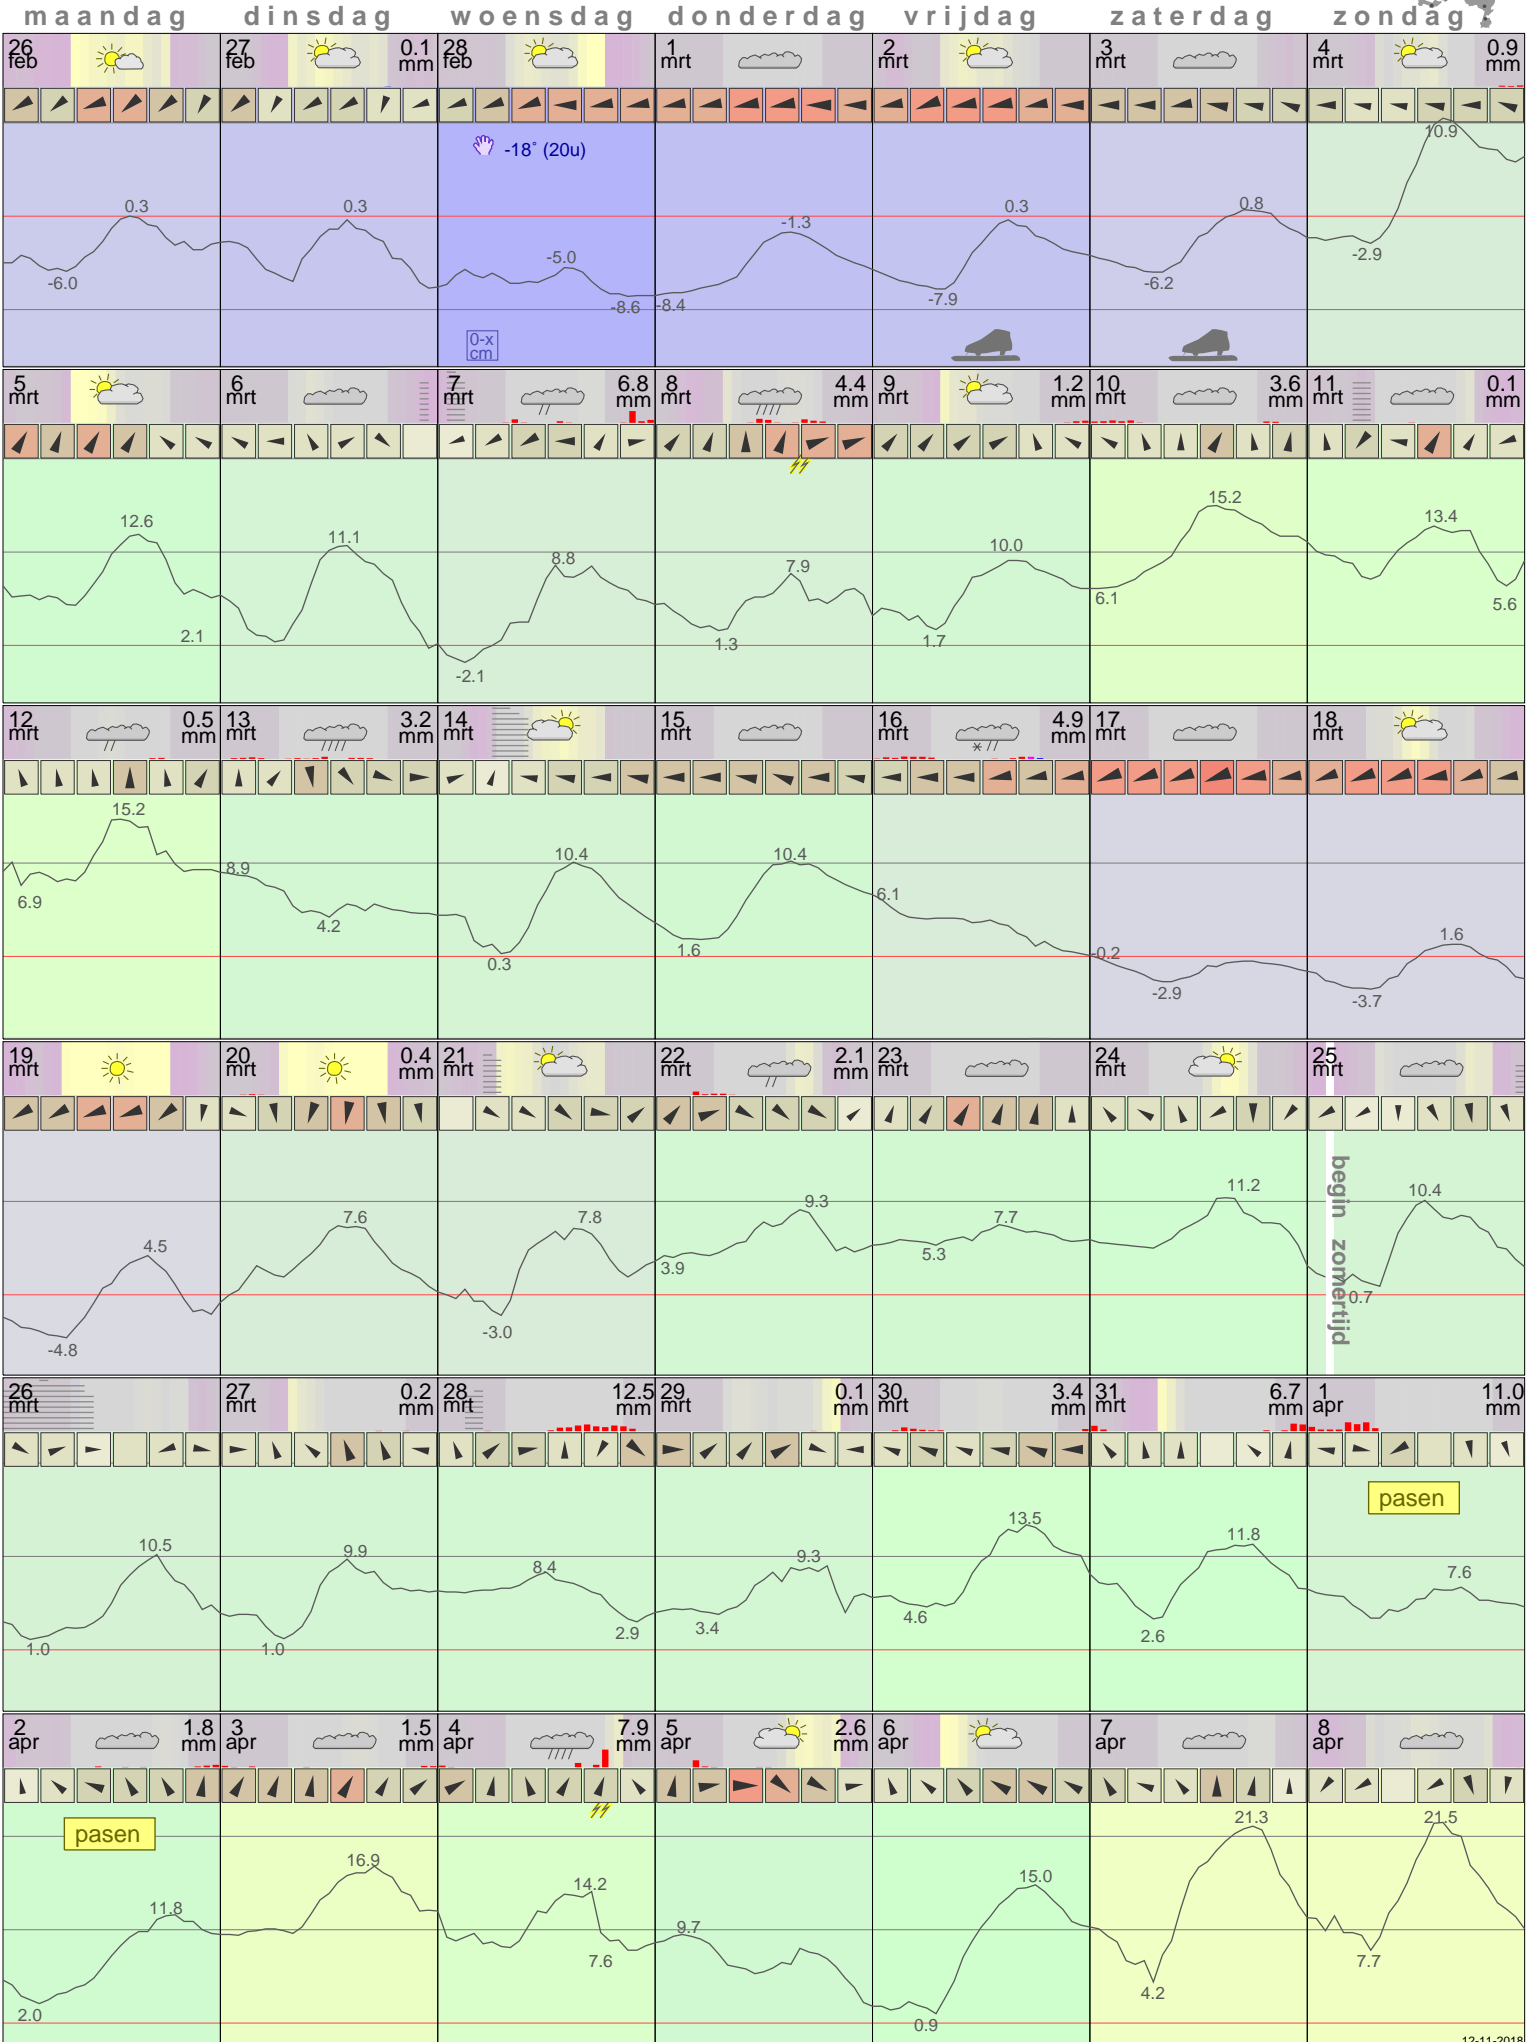 maandag dinsdag woensdag donderdag vrijdag zaterdag zondag
26 feb 27 feb 0.1 mm 28 feb 1 mrt 2 mrt 3 mrt 4 mrt 0.9 mm
-18° (20u)
10.9
0.3 0.3 -1.3 0.3 0.8
-6.0 -5.0 -8.6 -8.4 -7.9 -6.2 -2.9
0-x
cm
5 mrt 6 mrt 7 mrt 6.8 mm 8 mrt 4.4 mm 9 mrt 1.2 mm 10 mrt 3.6 mm 11 mrt 0.1 mm
12.6 11.1 8.8 7.9 10.0 15.2 13.4
2.1 -2.1 1.3 1.7 6.1 5.6
12 mrt 0.5 mm 13 mrt 3.2 mm 14 mrt 15 mrt 16 mrt 4.9 mm 17 mrt 18 mrt
15.2 8.9 10.4 10.4 6.1 -0.2 1.6
6.9 4.2 0.3 1.6 -2.9 -3.7
19 mrt 20 mrt 0.4 mm 21 mrt 22 mrt 2.1 mm 23 mrt 24 mrt 25 mrt
begin zomertijd
4.5 7.6 7.8 9.3 7.7 11.2 10.4
-4.8 -3.0 3.9 5.3 0.7
26 mrt 27 mrt 0.2 mm 28 mrt 12.5 mm 29 mrt 0.1 mm 30 mrt 3.4 mm 31 mrt 6.7 mm 1 apr 11.0 mm
pasen
10.5 9.9 8.4 9.3 13.5 11.8 7.6
1.0 1.0 2.9 3.4 4.6 2.6
2 apr 1.8 mm 3 apr 1.5 mm 4 apr 7.9 mm 5 apr 2.6 mm 6 apr 7 apr 8 apr
pasen
11.8 16.9 14.2 9.7 15.0 21.3 21.5
2.0 7.6 0.9 4.2 7.7
12-11-2018